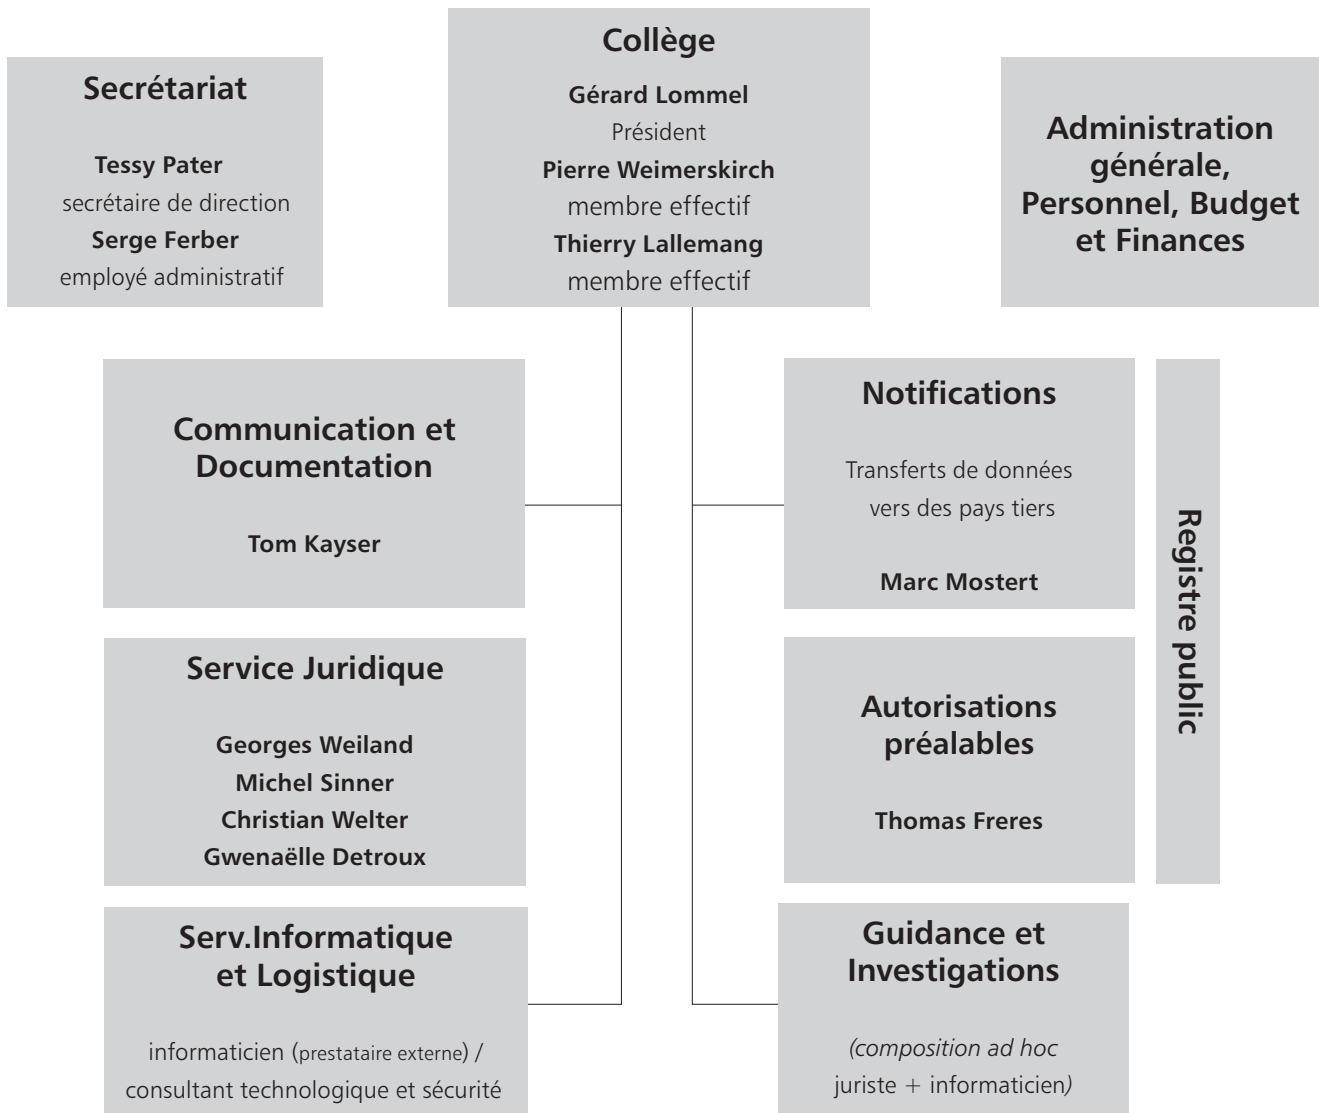 Secrétariat
Tessy Pater
secrétaire de direction
Serge Ferber
employé administratif
Collège
Gérard Lommel
Président
Pierre Weimerskirch
membre effectif
Thierry Lallemang
membre effectif
Administration
générale,
Personnel, Budget
et Finances
Communication et
Documentation
Tom Kayser
Notifications
Transferts de données
vers des pays tiers
Marc Mostert
Registre public
Service Juridique
Georges Weiland
Michel Sinner
Christian Welter
Gwenaëlle Detroux
Autorisations
préalables
Thomas Freres
Serv.Informatique
et Logistique
informaticien (prestataire externe) /
consultant technologique et sécurité
Guidance et
Investigations
(composition ad hoc
juriste + informaticien)